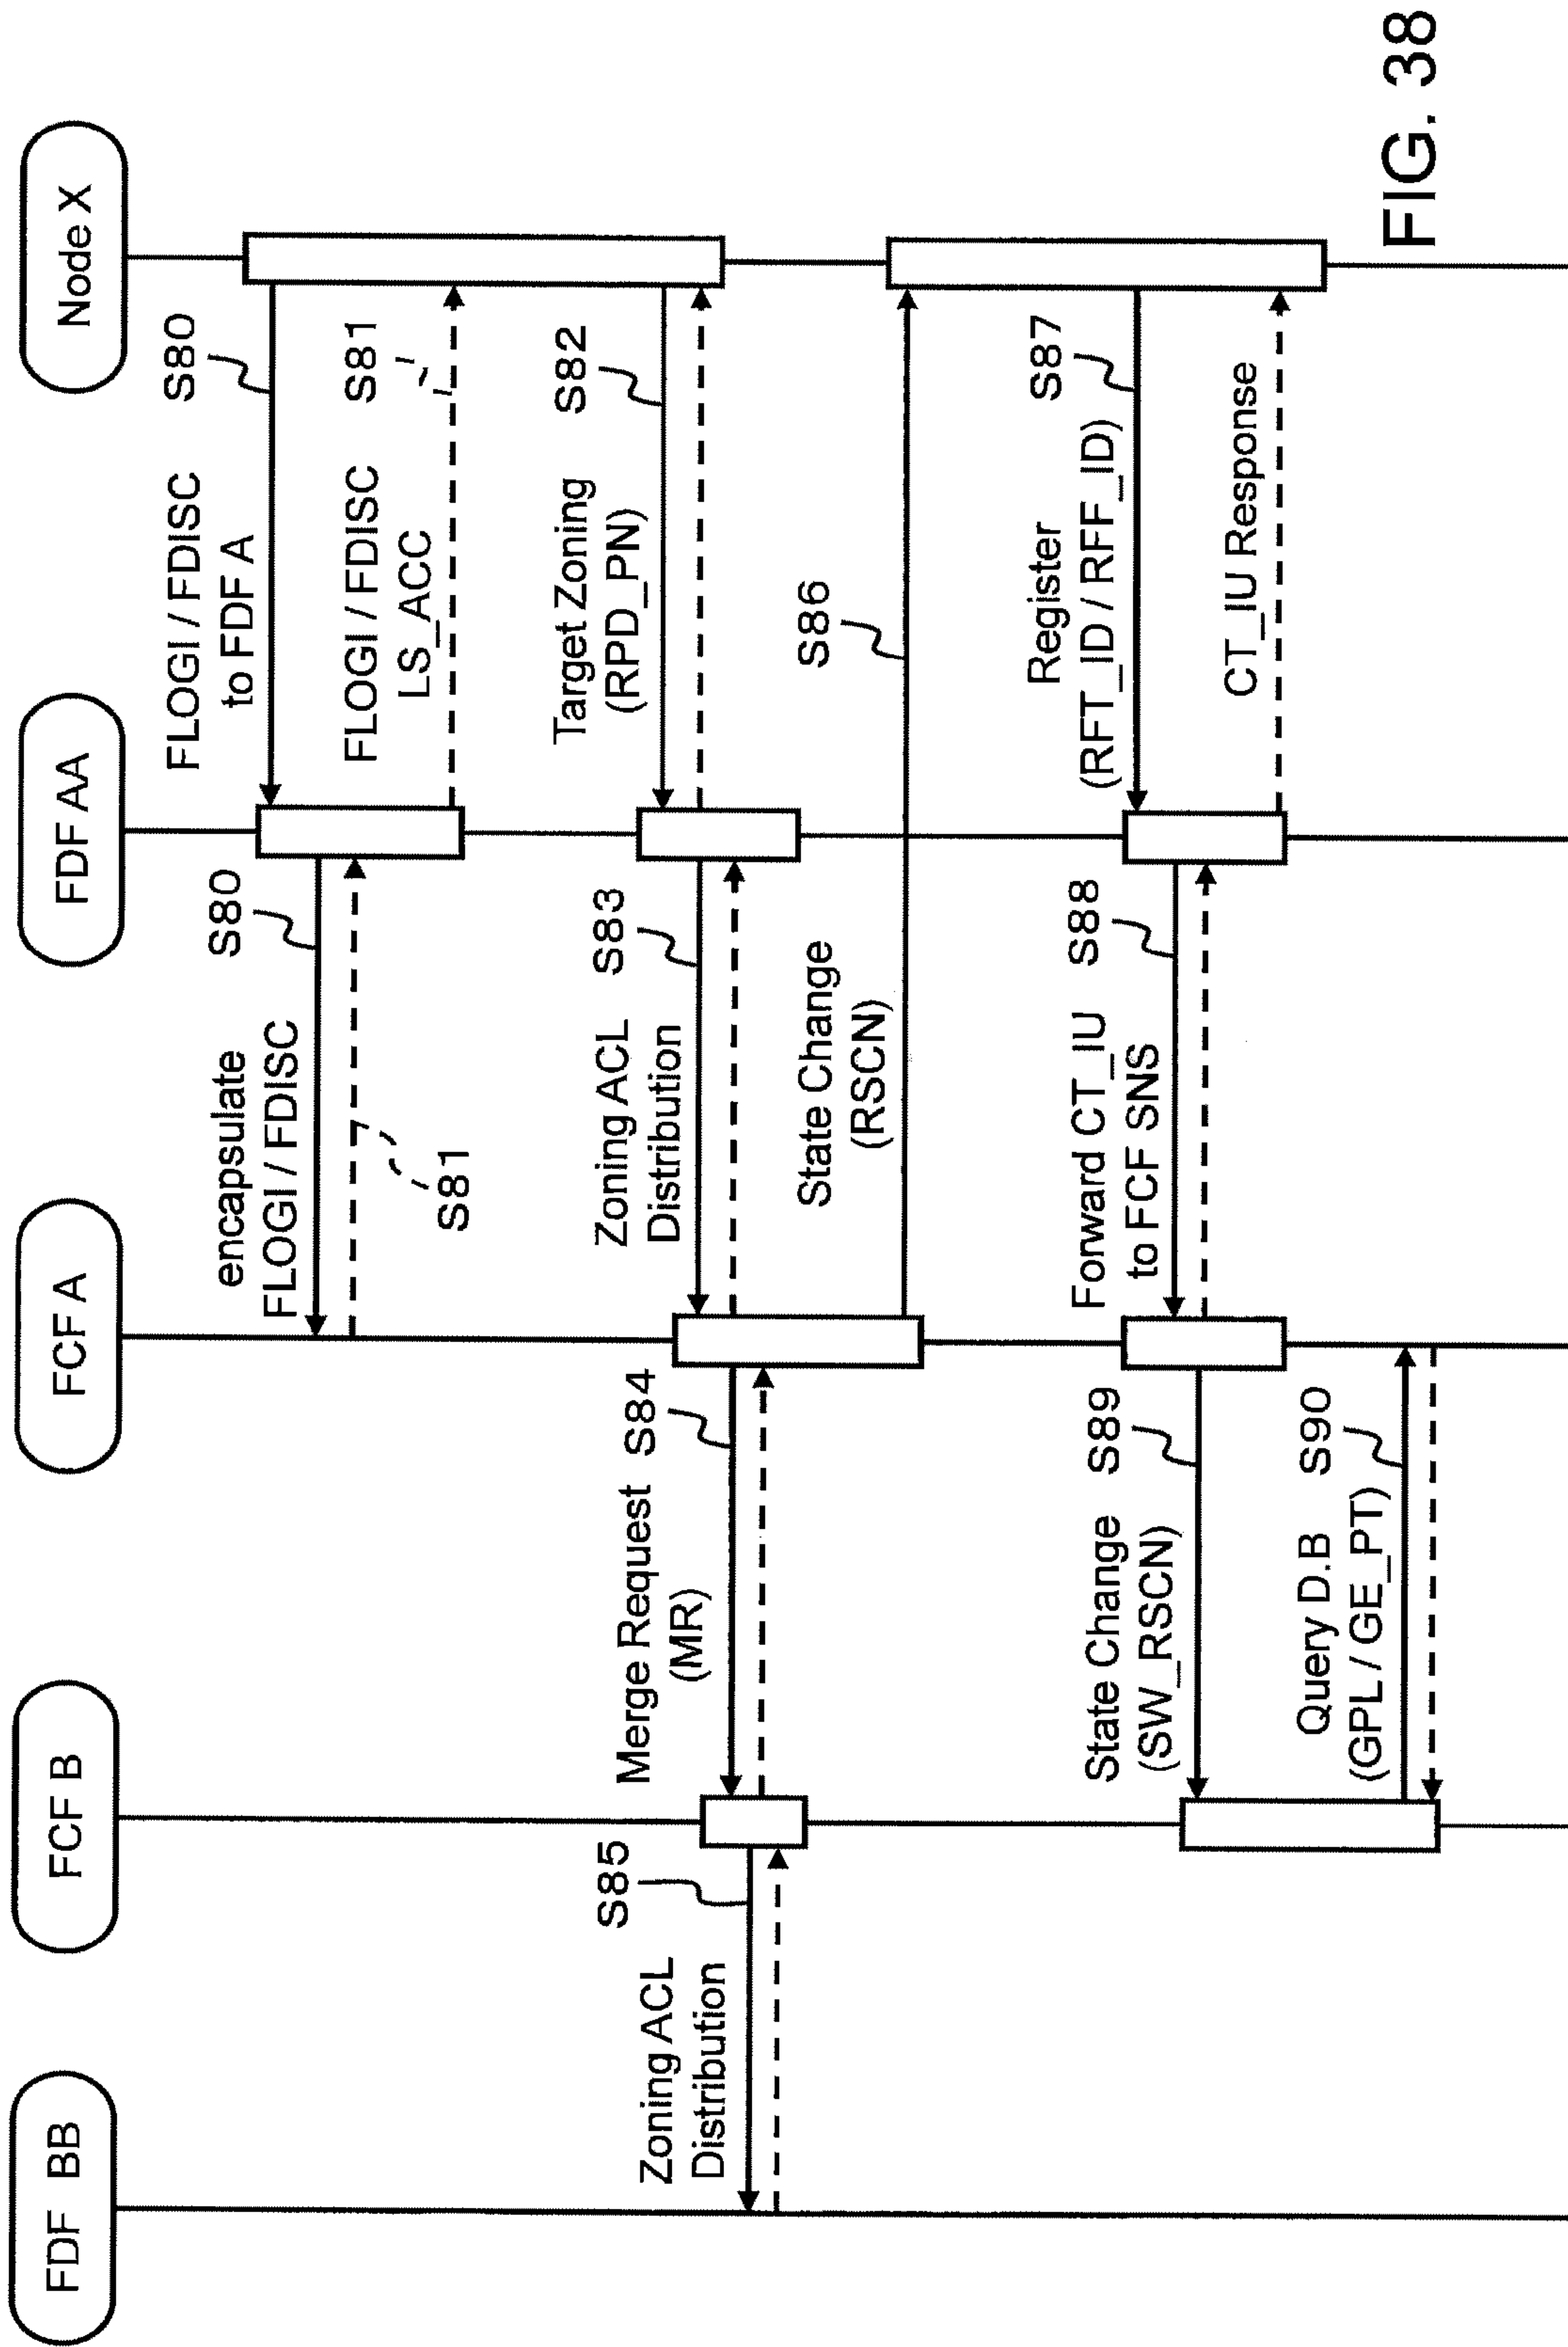 FDF BB
FCF B
FCF A
FDF AA
Node X
FLOGI / FDISC
to FDF A
S80
encapsulate
FLOGI / FDISC
S80
S81
FLOGI / FDISC
LS_ACC
S81
Target Zoning
(RPD_PN)
S82
Zoning ACL
Distribution
S83
Merge Request
(MR)
S84
Zoning ACL
Distribution
S85
State Change
(RSCN)
S86
Register
(RFT_ID / RFF_ID)
S87
Forward CT_IU
to FCF SNS
S88
CT_IU Response
State Change
(SW_RSCN)
S89
Query D.B
(GPL / GE_PT)
S90
FIG. 38